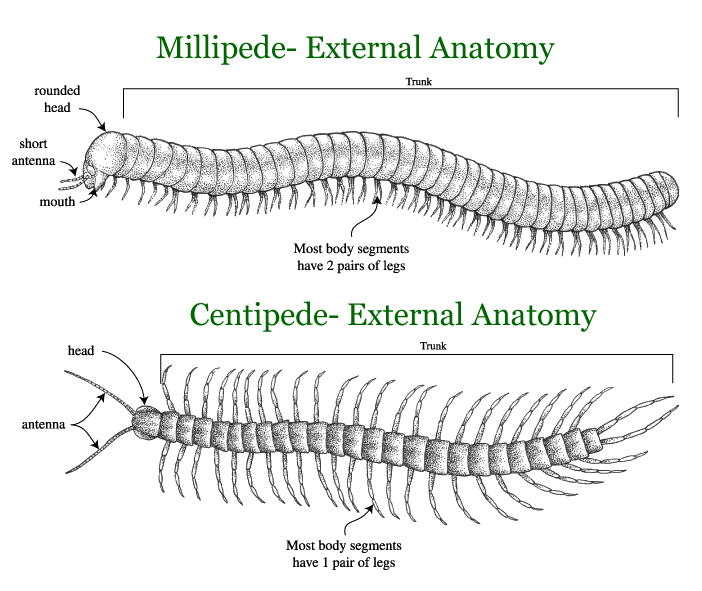 Millipede- External Anatomy
Trunk
rounded
head
short
antenna
mouth
Most body segments
have 2 pairs of legs
Centipede- External Anatomy
Trunk
head
antenna
Most body segments
have 1 pair of legs